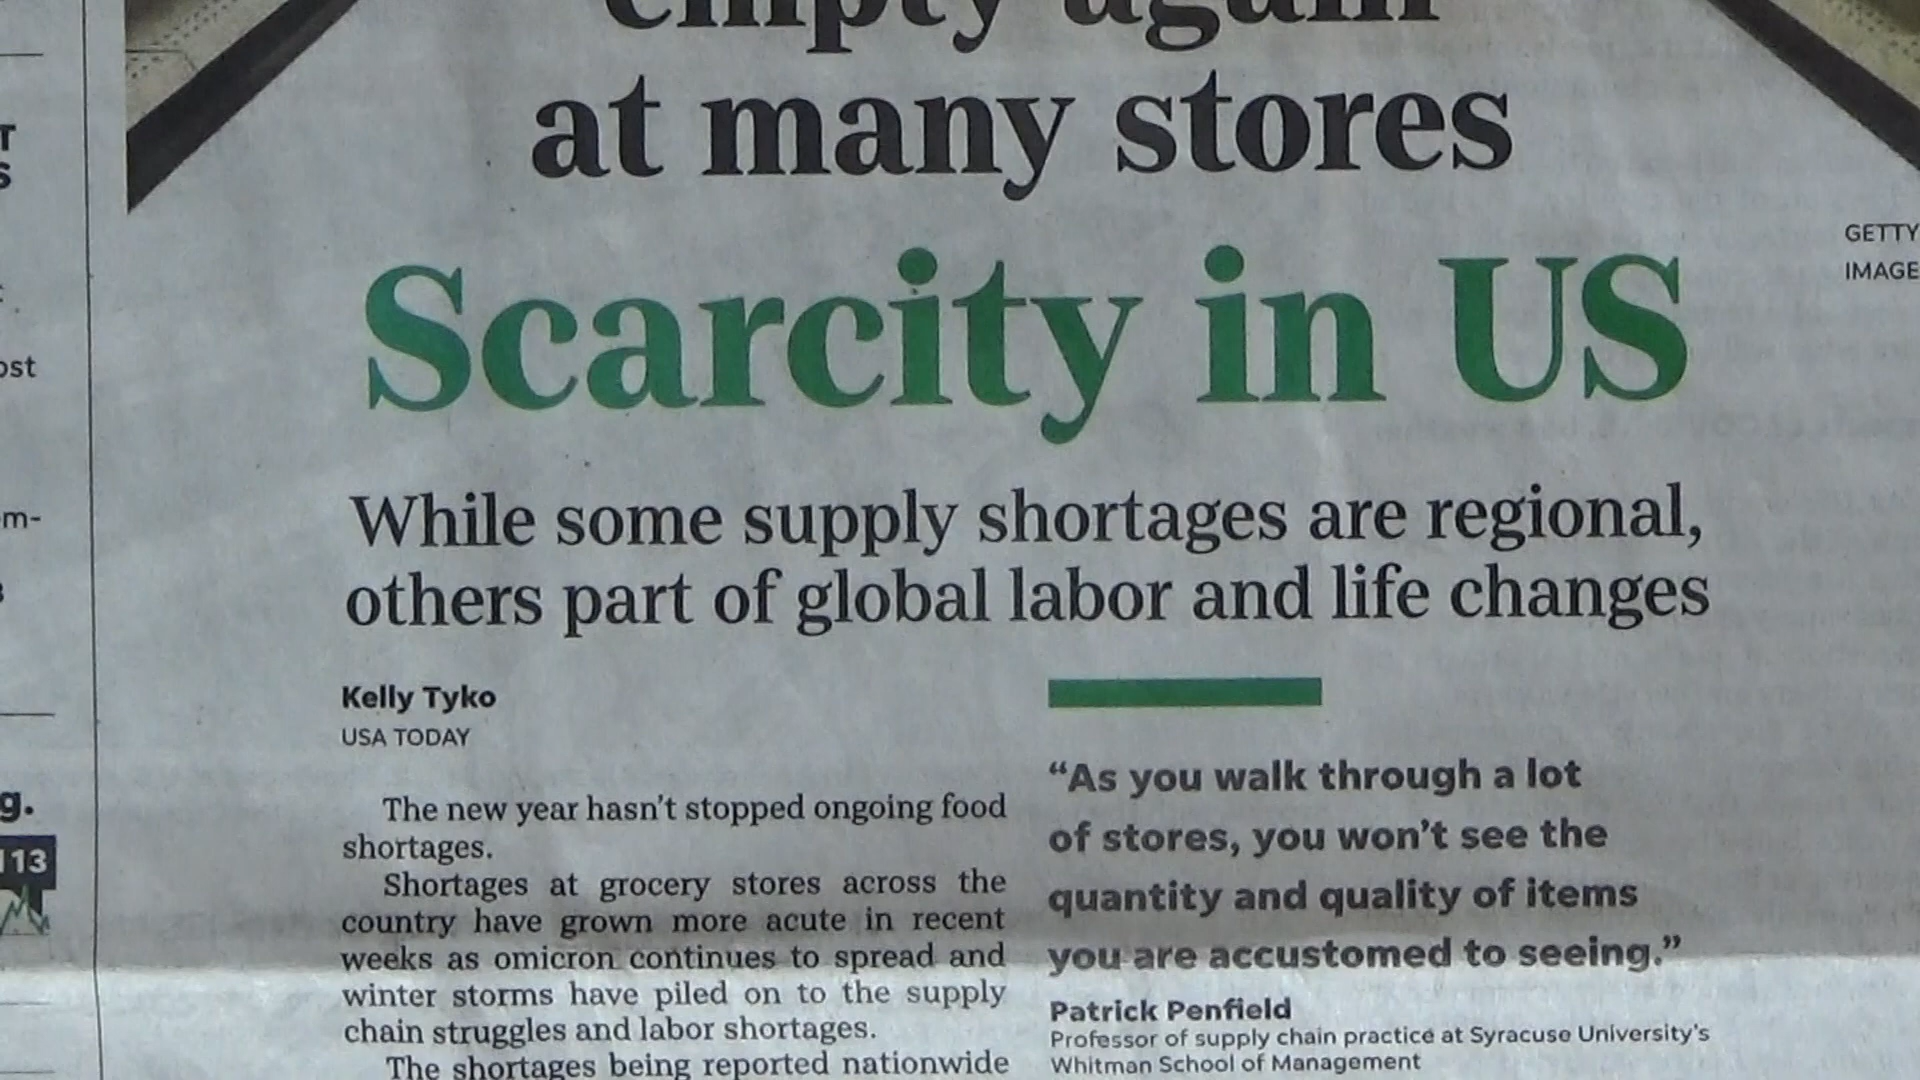 empty again
at many stores
Scarcity in US
GETTY
IMAGE
While some supply shortages are regional,
others part of global labor and life changes
Kelly Tyko
USA TODAY
The new year hasn't stopped ongoing food
shortages.
Shortages at grocery stores across the
country have grown more acute in recent
weeks as omicron continues to spread and
winter storms have piled on to the supply
chain struggles and labor shortages.
The shortages being reported nationwide
“As you walk through a lot
of stores, you won't see the
quantity and quality of items
you are accustomed to seeing.”
Patrick Penfield
Professor of supply chain practice at Syracuse University's
Whitman School of Management
T
S
ost
m-
g.
113